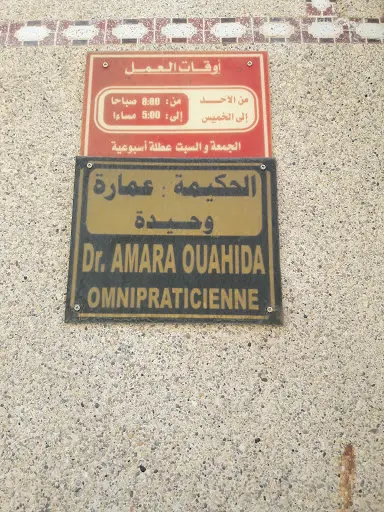 أوقات العمل
من الاحد من: 8:00 صباحا
إلى الخميس إلى: 5:00 مساءا
الجمعة و السبت عطلة أسبوعية
الحكيمة : عمارة
وحيدة
Dr. AMARA OUAHIDA
OMNIPRATICIENNE